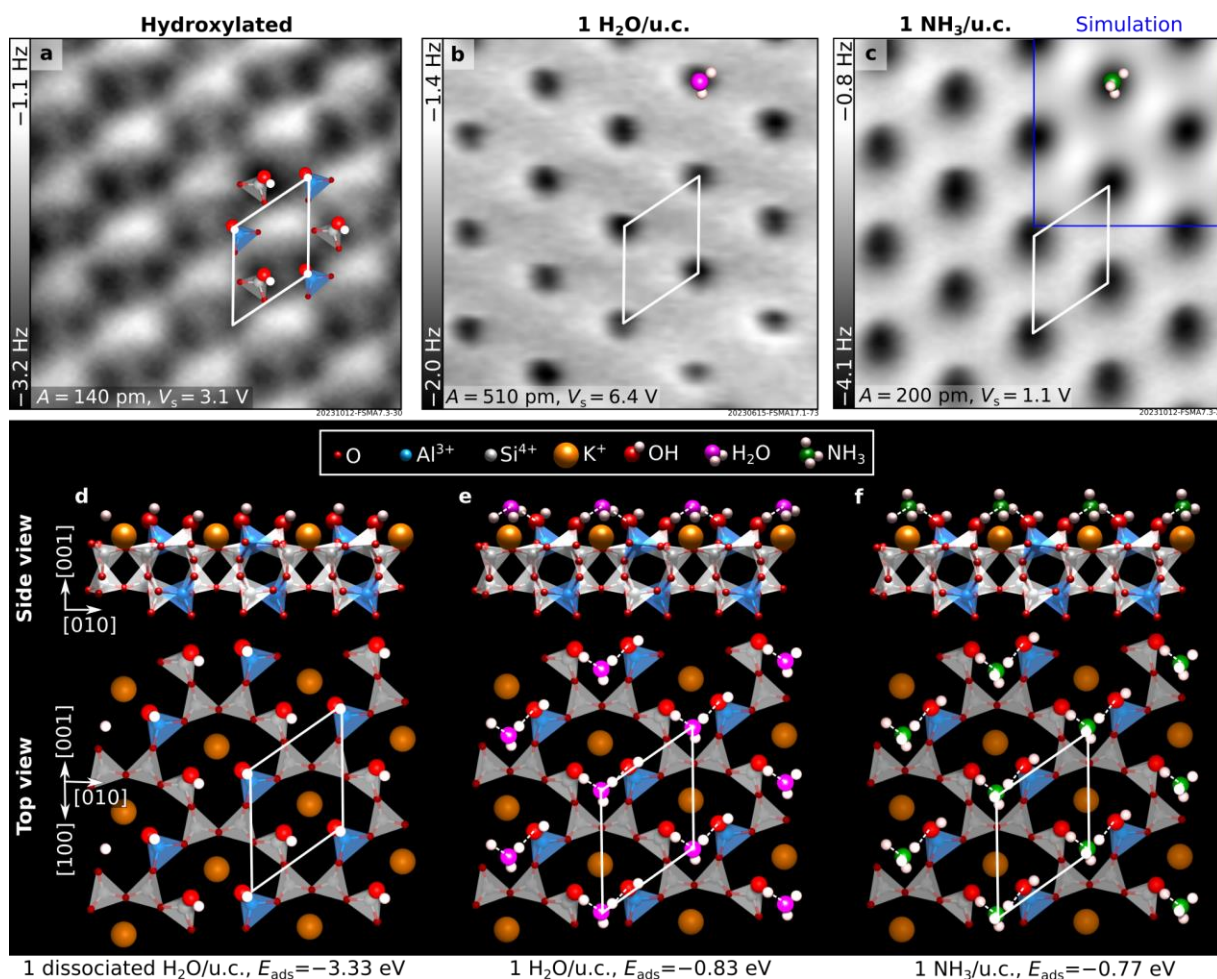 Hydroxylated
1 H₂O/u.c.
1 NH₃/u.c.
Simulation
a
−1.1 Hz
−3.2 Hz
A = 140 pm, Vₛ = 3.1 V
20231012-FSMA7.3-30
b
−1.4 Hz
−2.0 Hz
A = 510 pm, Vₛ = 6.4 V
20230615-FSMA17.1-73
c
−0.8 Hz
−4.1 Hz
A = 200 pm, Vₛ = 1.1 V
O Al³⁺ Si⁴⁺ K⁺ OH H₂O NH₃
Side view
d
e
f
[001]
[010]
Top view
[001]
[010]
[100]
1 dissociated H₂O/u.c., E_ads=−3.33 eV
1 H₂O/u.c., E_ads=−0.83 eV
1 NH₃/u.c., E_ads=−0.77 eV